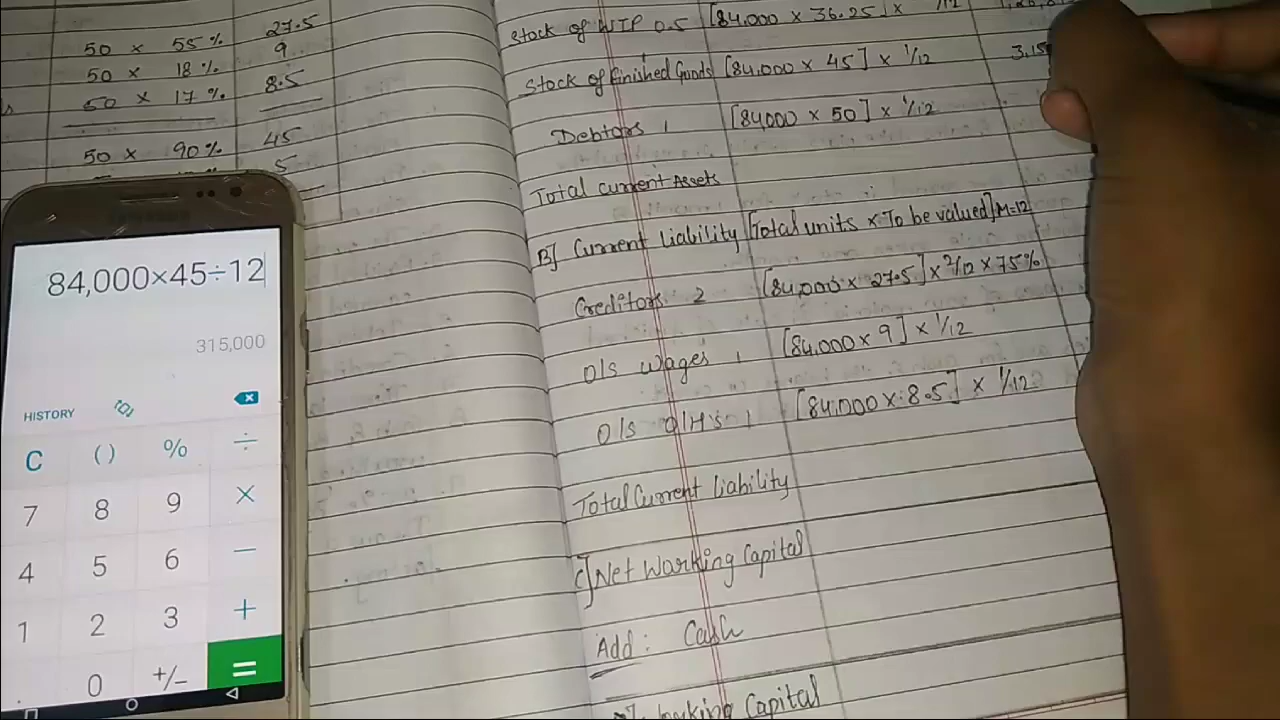 50 x 55% 27.5
50 x 18% 9
50 x 17% 8.5
50 x 90% 45
5
Stock of WIP 0.5 [84,000 x 36.25] x /12
Stock of Finished Goods [84,000 x 45] x 1/12 3,15
Debtors 1 [84,000 x 50] x 1/12
Total current Assets
B] Current Liability [Total units x To be valued] M=12
Creditors 2 [84,000 x 27.5] x 2/12 x 75%
O/s Wages 1 [84,000 x 9] x 1/12
O/s O/H's 1 [84,000 x 8.5] x 1/12
Total Current Liability
C] Net Working Capital
Add: Cash
Capital
84,000×45÷12
315,000
HISTORY
C ( ) % ÷
7 8 9 ×
4 5 6 −
1 2 3 +
. 0 +/− =